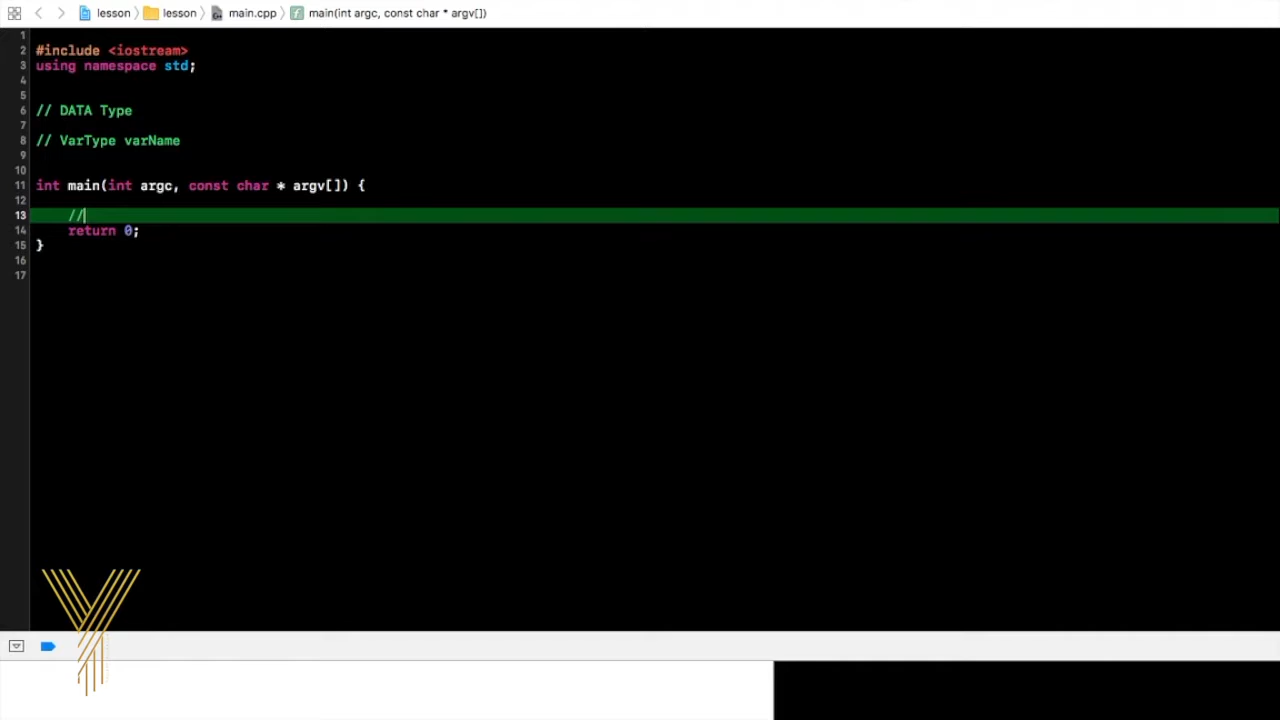 lesson lesson main.cpp main(int argc, const char * argv[])
1
2 #include <iostream>
3 using namespace std;
4
5
6 // DATA Type
7
8 // VarType varName
9
10
11 int main(int argc, const char * argv[]) {
12
13 //
14 return 0;
15 }
16
17